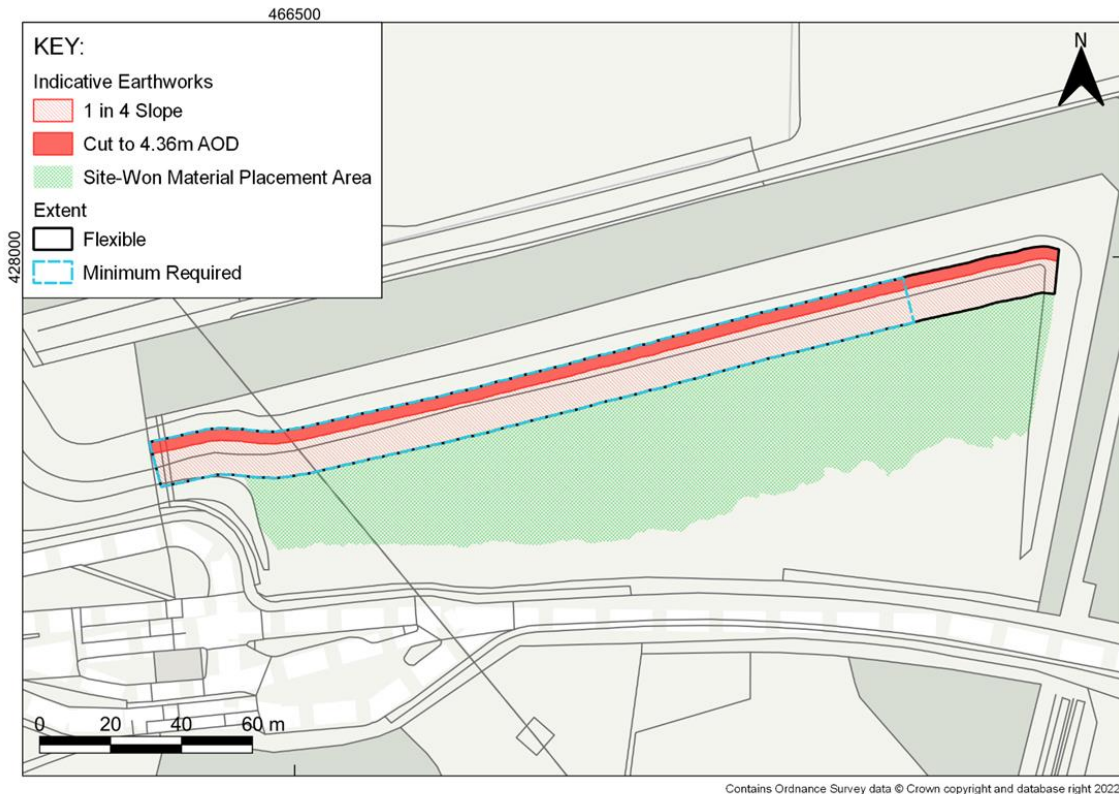 466500
KEY:
Indicative Earthworks
1 in 4 Slope
Cut to 4.36m AOD
Site-Won Material Placement Area
Extent
Flexible
Minimum Required
N
428000
0 20 40 60 m
Contains Ordnance Survey data © Crown copyright and database right 2022